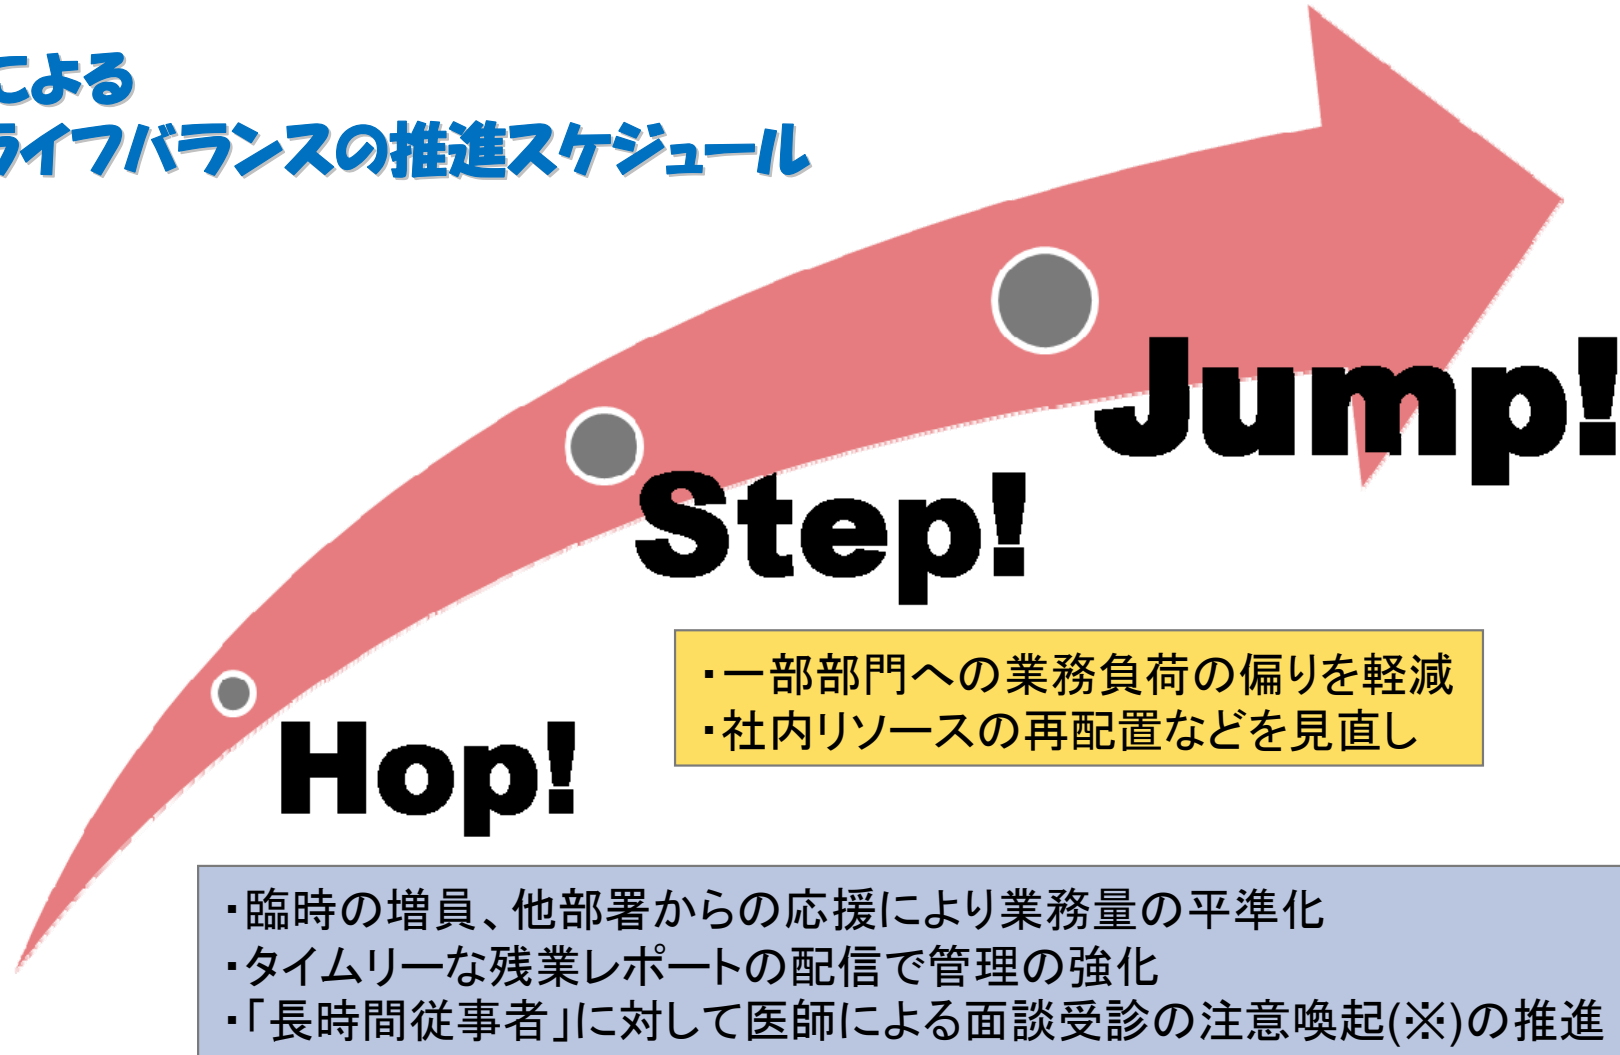 による
ライフバランスの推進スケジュール
Jump!
Step!
・一部部門への業務負荷の偏りを軽減
・社内リソースの再配置などを見直し
Hop!
・臨時の増員、他部署からの応援により業務量の平準化
・タイムリーな残業レポートの配信で管理の強化
・「長時間従事者」に対して医師による面談受診の注意喚起(※)の推進